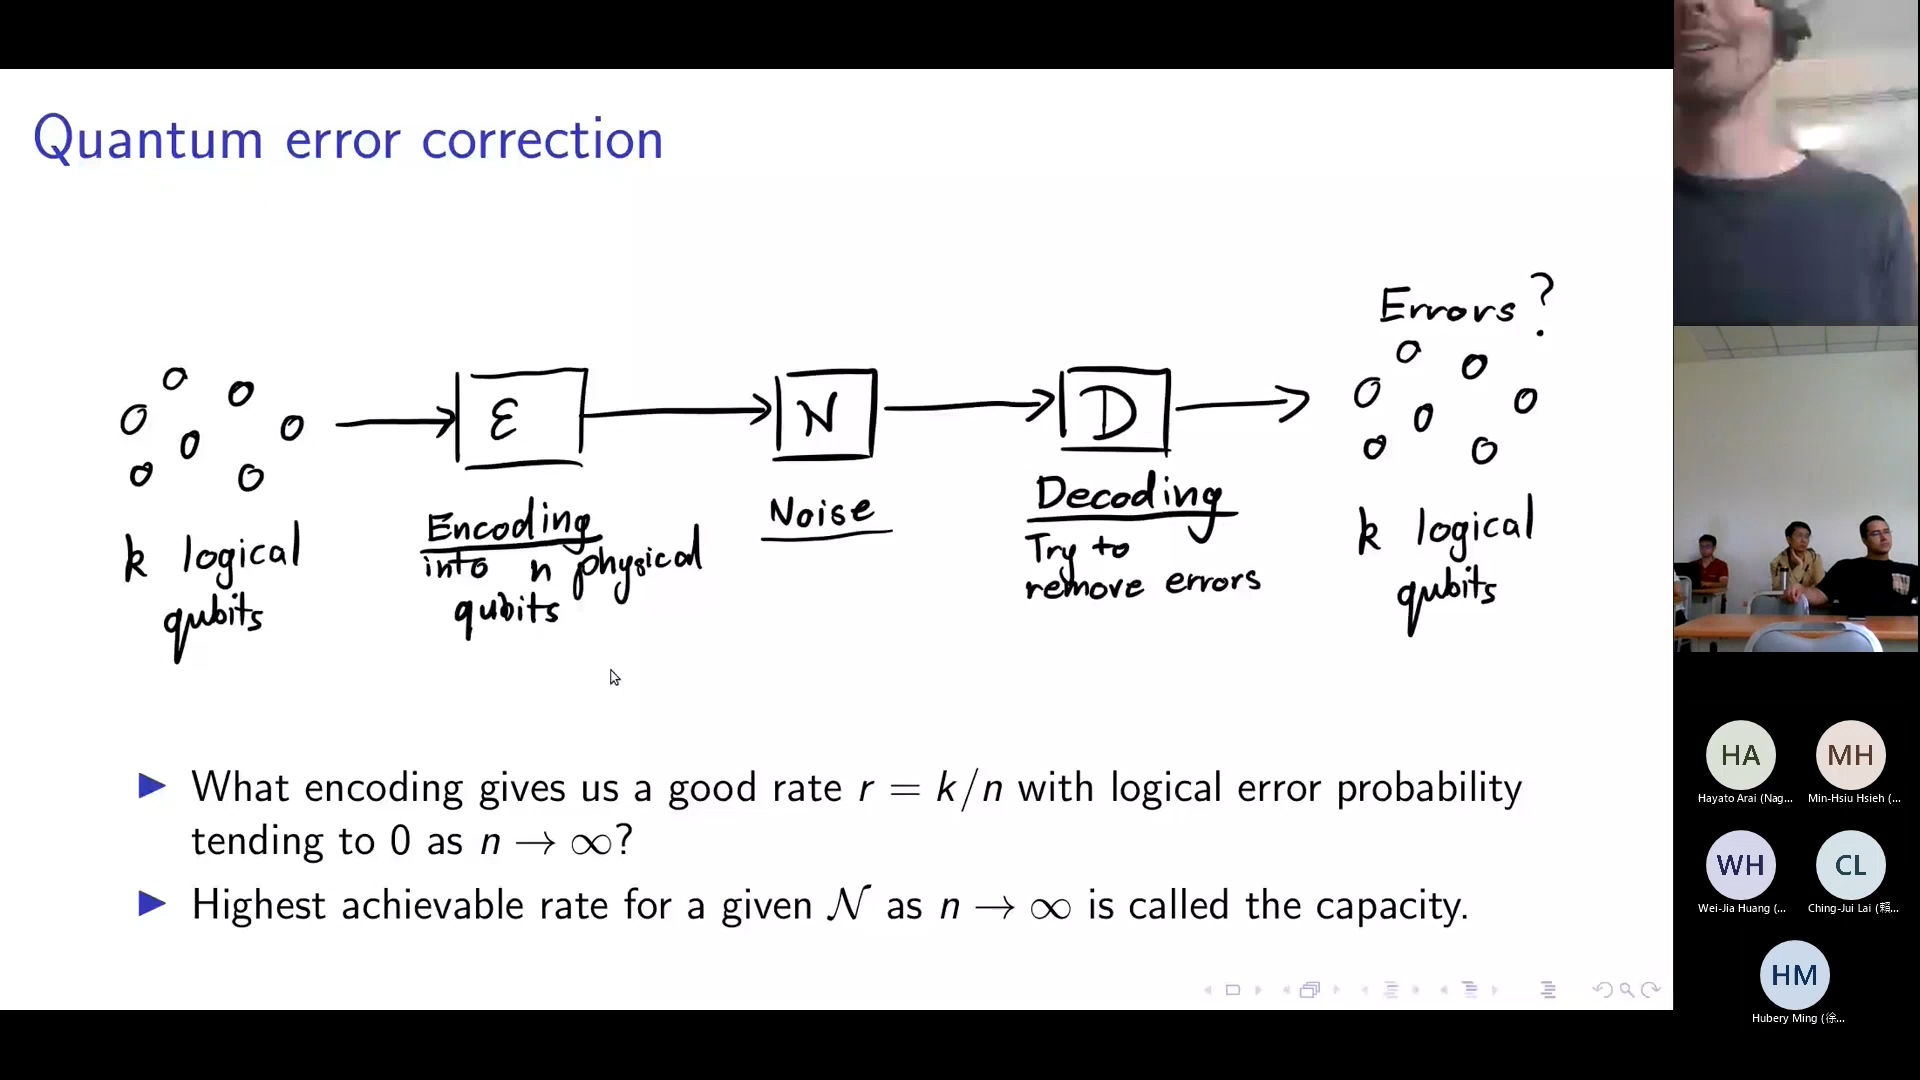 Quantum error correction
Errors?
ℰ
N
D
k logical
qubits
Encoding
into n physical
qubits
Noise
Decoding
Try to
remove errors
k logical
qubits
▶ What encoding gives us a good rate r = k/n with logical error probability
tending to 0 as n → ∞?
▶ Highest achievable rate for a given 𝒩 as n → ∞ is called the capacity.
HA
MH
Hayato Arai (Nag...
Min-Hsiu Hsieh (...
WH
CL
Wei-Jia Huang (...
Ching-Jui Lai (賴...
HM
Hubery Ming (徐...